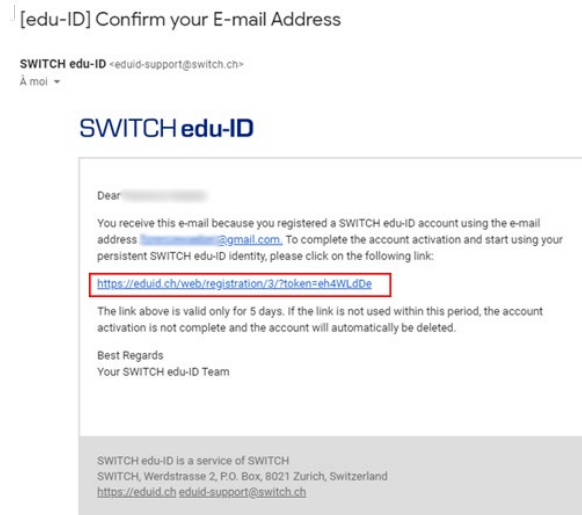 [edu-ID] Confirm your E-mail Address
SWITCH edu-ID <eduid-support@switch.ch>
À moi
SWITCH edu-ID
Dear
You receive this e-mail because you registered a SWITCH edu-ID account using the e-mail
address @gmail.com. To complete the account activation and start using your
persistent SWITCH edu-ID identity, please click on the following link:
https://eduid.ch/web/registration/3/?token=eh4WLdDe
The link above is valid only for 5 days. If the link is not used within this period, the account
activation is not complete and the account will automatically be deleted.
Best Regards
Your SWITCH edu-ID Team
SWITCH edu-ID is a service of SWITCH
SWITCH, Werdstrasse 2, P.O. Box, 8021 Zurich, Switzerland
https://eduid.ch eduid-support@switch.ch